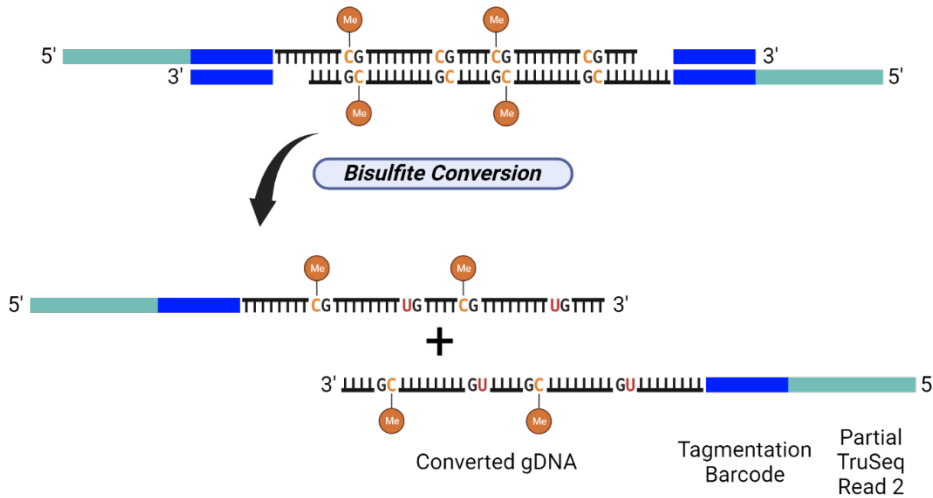 Me Me
5' CG CG CG CG 3'
3' GC GC GC GC 5'
Me Me
Bisulfite Conversion
Me Me
5' CG UG CG UG 3'
+
3' GC GU GC GU 5
Me Me
Converted gDNA
Tagmentation
Barcode
Partial
TruSeq
Read 2